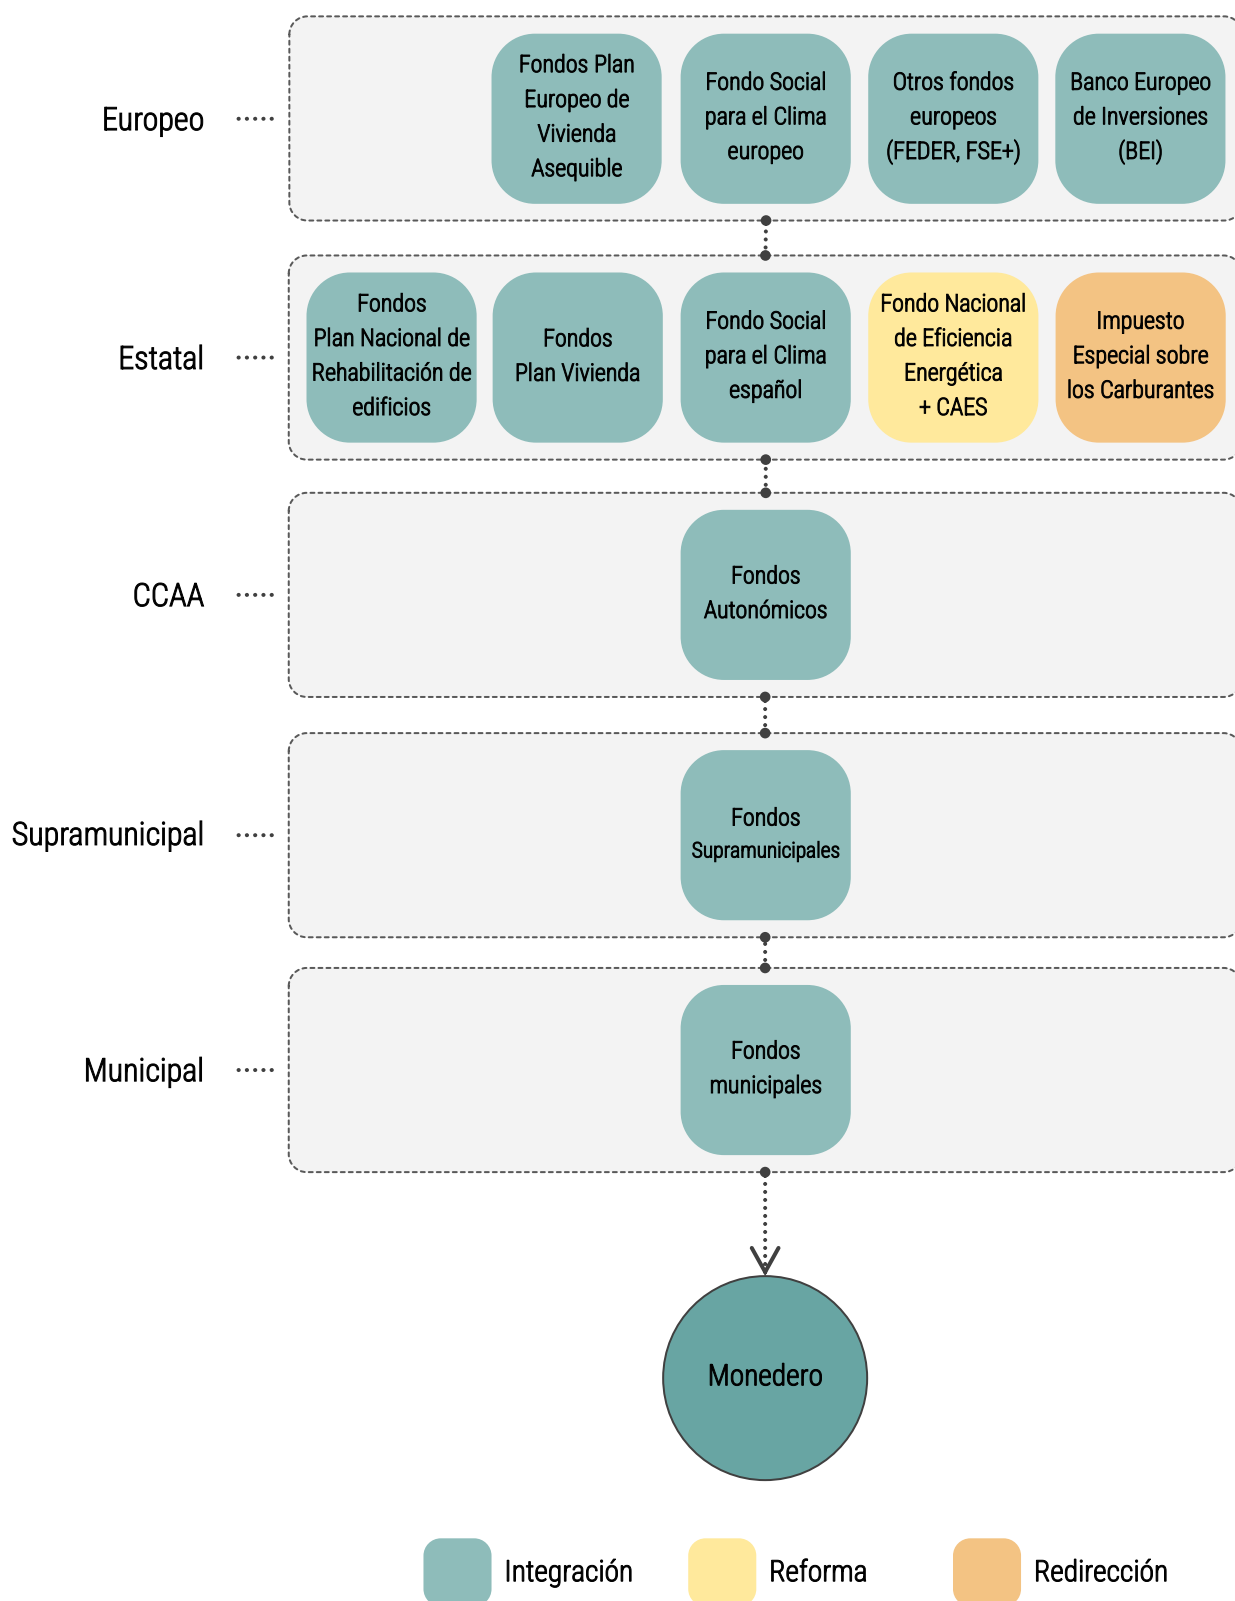 Europeo
Fondos Plan
Europeo de
Vivienda
Asequible
Fondo Social
para el Clima
europeo
Otros fondos
europeos
(FEDER, FSE+)
Banco Europeo
de Inversiones
(BEI)
Estatal
Fondos
Plan Nacional de
Rehabilitación de
edificios
Fondos
Plan Vivienda
Fondo Social
para el Clima
español
Fondo Nacional
de Eficiencia
Energética
+ CAES
Impuesto
Especial sobre
los Carburantes
CCAA
Fondos
Autonómicos
Supramunicipal
Fondos
Supramunicipales
Municipal
Fondos
municipales
Monedero
Integración
Reforma
Redirección